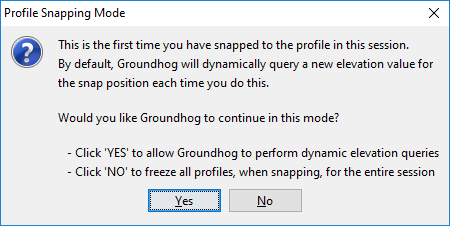 Profile Snapping Mode
This is the first time you have snapped to the profile in this session.
By default, Groundhog will dynamically query a new elevation value for
the snap position each time you do this.
Would you like Groundhog to continue in this mode?
- Click 'YES' to allow Groundhog to perform dynamic elevation queries
- Click 'NO' to freeze all profiles, when snapping, for the entire session
Yes No